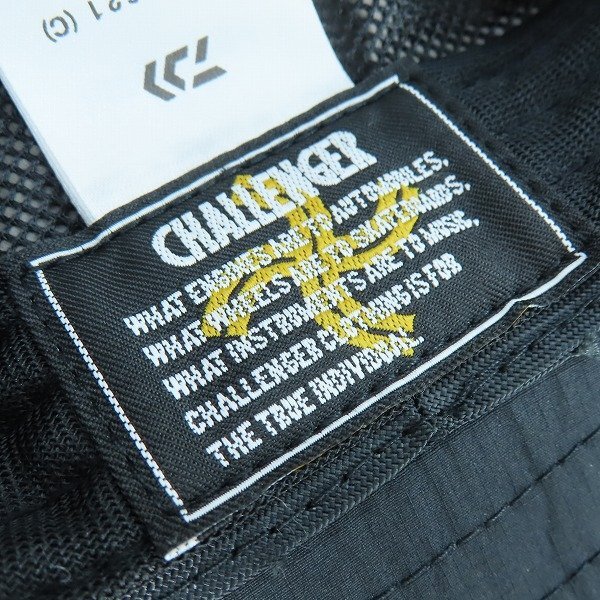 21 (C)
CHALLENGER
WHAT ENGINES ARE TO AUTOMOBILES,
WHAT WHEELS ARE TO SKATEBOARDS,
WHAT INSTRUMENTS ARE TO MUSIC,
CHALLENGER CLOTHING IS FOR
THE TRUE INDIVIDUAL